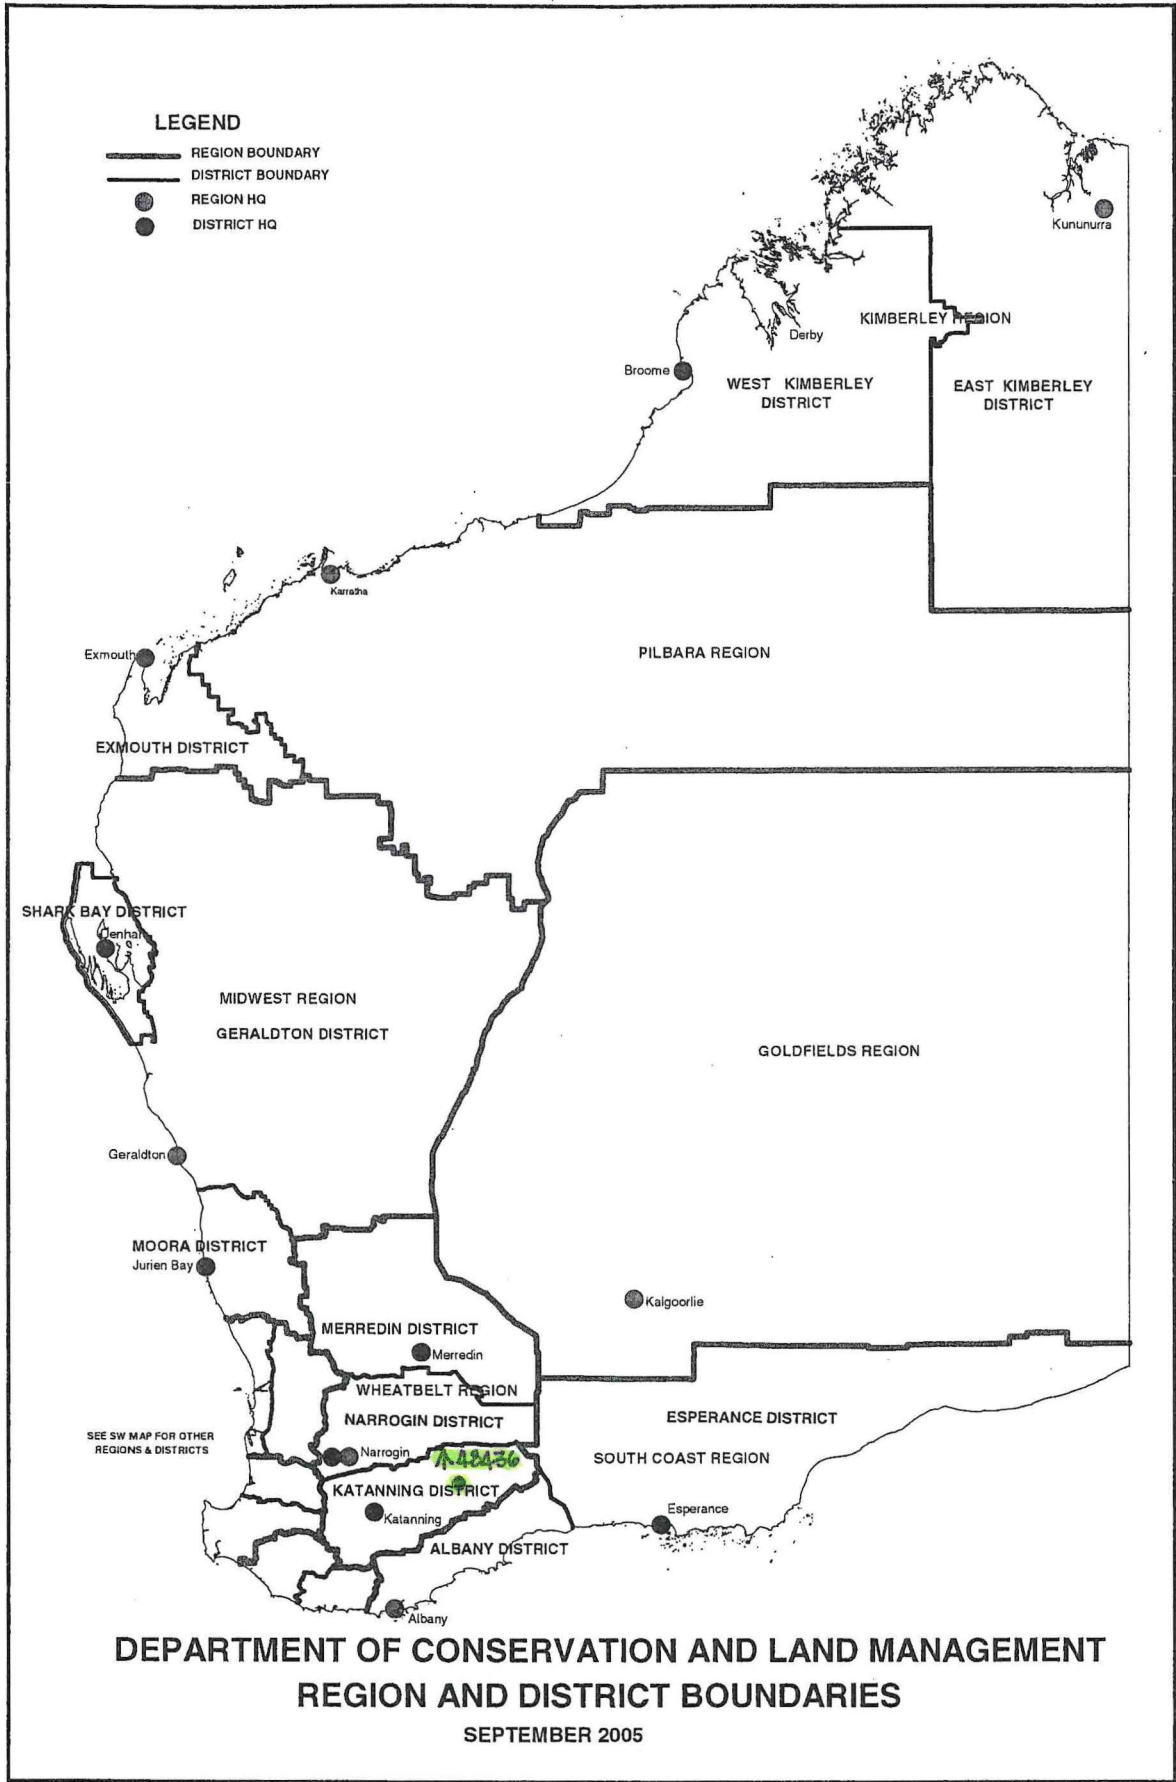 LEGEND
REGION BOUNDARY
DISTRICT BOUNDARY
REGION HQ
DISTRICT HQ
Kununurra
KIMBERLEY REGION
Derby
Broome
WEST KIMBERLEY
DISTRICT
EAST KIMBERLEY
DISTRICT
Karratha
Exmouth
PILBARA REGION
EXMOUTH DISTRICT
SHARK BAY DISTRICT
Denham
MIDWEST REGION
GERALDTON DISTRICT
GOLDFIELDS REGION
Geraldton
MOORA DISTRICT
Jurien Bay
Kalgoorlie
MERREDIN DISTRICT
Merredin
WHEATBELT REGION
NARROGIN DISTRICT
ESPERANCE DISTRICT
SEE SW MAP FOR OTHER
REGIONS & DISTRICTS
Narrogin
48436
SOUTH COAST REGION
KATANNING DISTRICT
Katanning
Esperance
ALBANY DISTRICT
Albany
DEPARTMENT OF CONSERVATION AND LAND MANAGEMENT
REGION AND DISTRICT BOUNDARIES
SEPTEMBER 2005